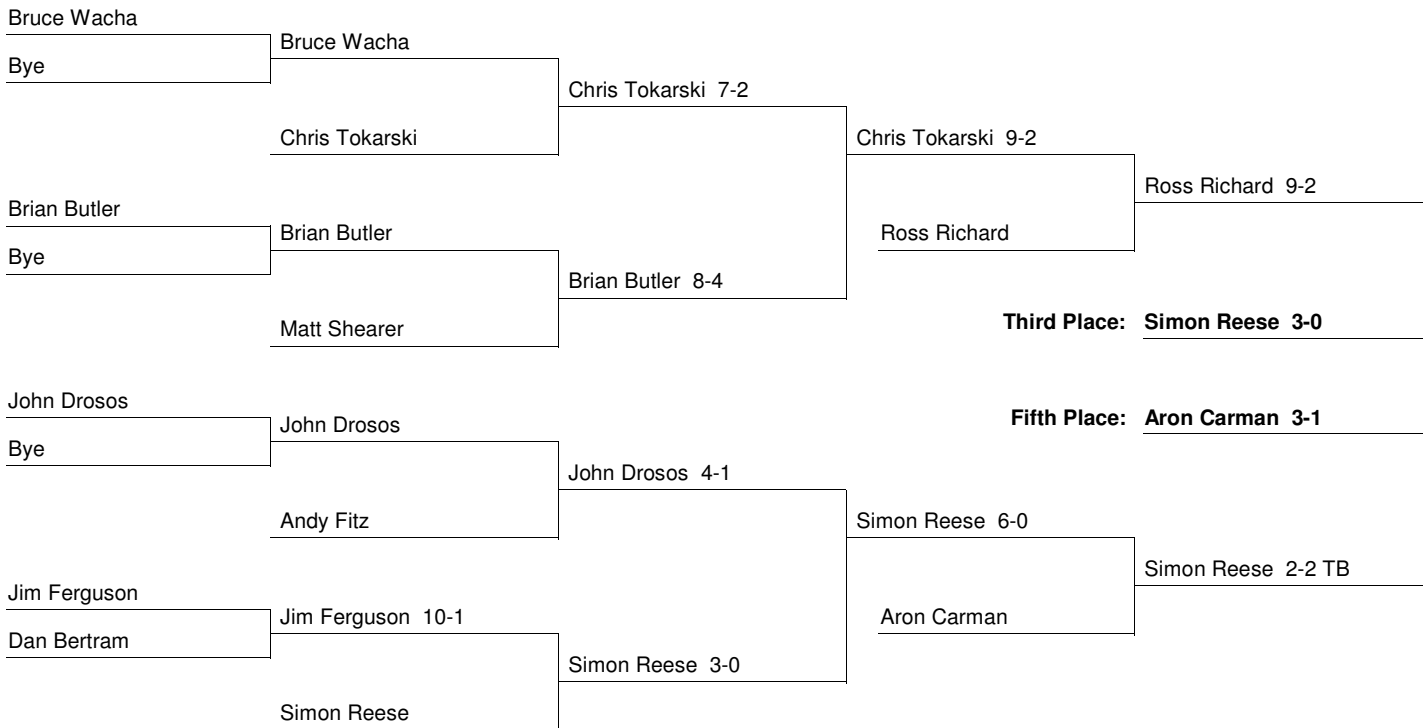 Bruce Wacha
Bruce Wacha
Bye
Chris Tokarski 7-2
Chris Tokarski
Chris Tokarski 9-2
Ross Richard 9-2
Brian Butler
Brian Butler
Ross Richard
Bye
Brian Butler 8-4
Matt Shearer
Third Place: Simon Reese 3-0
John Drosos
John Drosos
Fifth Place: Aron Carman 3-1
Bye
John Drosos 4-1
Andy Fitz
Simon Reese 6-0
Simon Reese 2-2 TB
Jim Ferguson
Jim Ferguson 10-1
Aron Carman
Dan Bertram
Simon Reese 3-0
Simon Reese